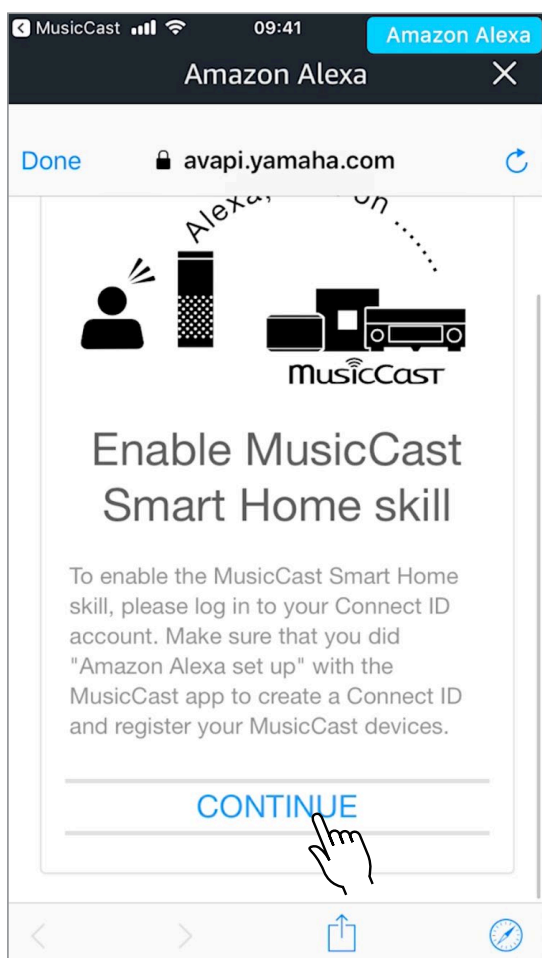 MusicCast 09:41 Amazon Alexa
Amazon Alexa
Done avapi.yamaha.com
Alexa, on ......
MusicCast
Enable MusicCast
Smart Home skill
To enable the MusicCast Smart Home
skill, please log in to your Connect ID
account. Make sure that you did
"Amazon Alexa set up" with the
MusicCast app to create a Connect ID
and register your MusicCast devices.
CONTINUE